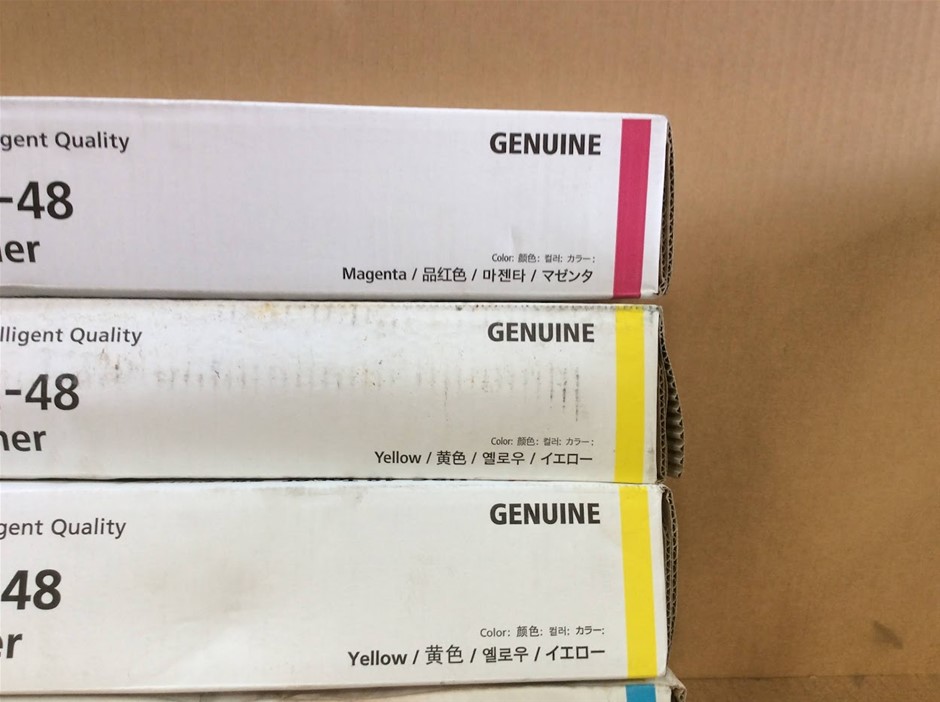 gent Quality
GENUINE
-48
er
Color: 颜色: 컬러: カラー:
Magenta / 品红色 / 마젠타 / マゼンタ
lligent Quality
GENUINE
-48
ner
Color: 颜色: 컬러: カラー:
Yellow / 黄色 / 옐로우 / イエロー
gent Quality
GENUINE
48
er
Color: 颜色: 컬러: カラー:
Yellow / 黄色 / 옐로우 / イエロー